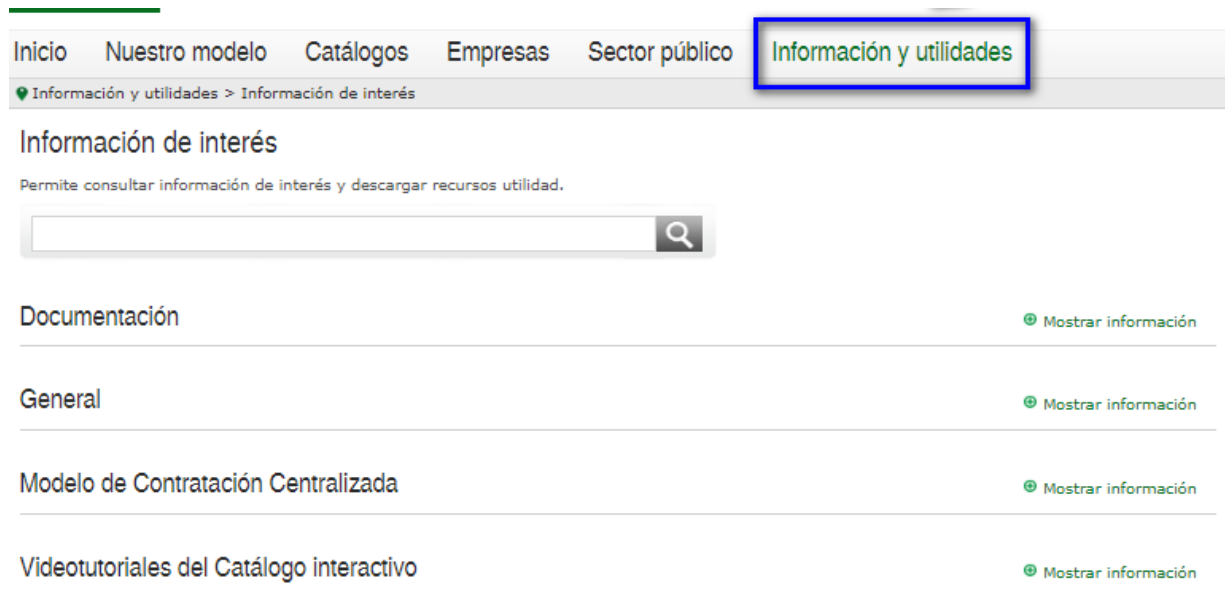 Inicio Nuestro modelo Catálogos Empresas Sector público Información y utilidades
Información y utilidades > Información de interés
Información de interés
Permite consultar información de interés y descargar recursos utilidad.
Documentación Mostrar información
General Mostrar información
Modelo de Contratación Centralizada Mostrar información
Videotutoriales del Catálogo interactivo Mostrar información